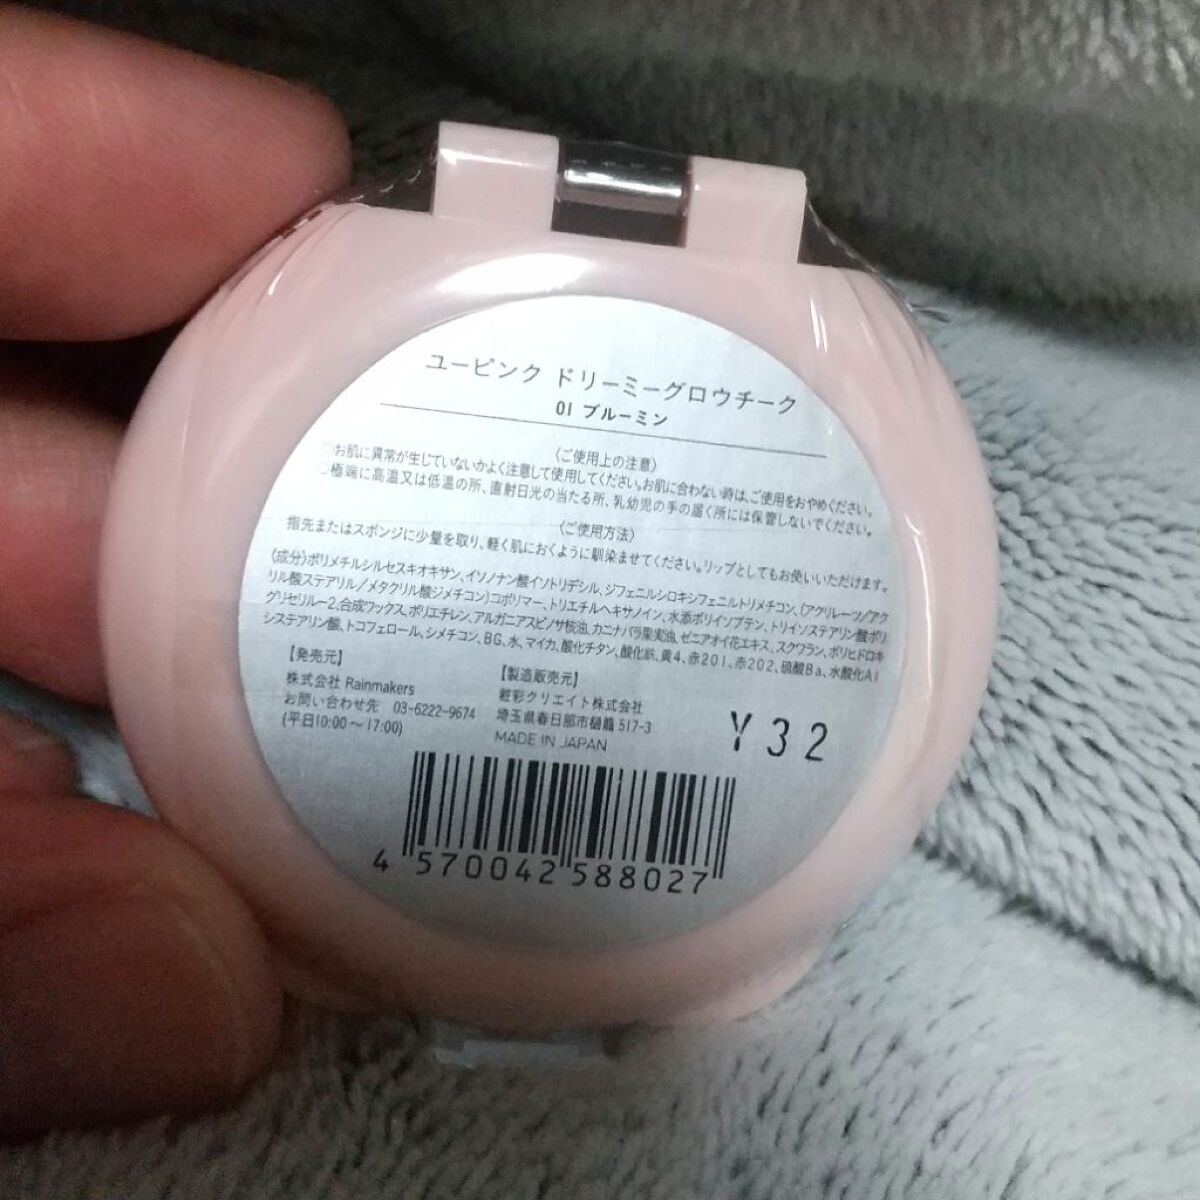 ユーピンク ドリーミーグロウチーク
01 ブルーミン
〈ご使用上の注意〉
○お肌に異常が生じていないかよく注意して使用してください。お肌に合わない時は、ご使用をおやめください。
○極端に高温又は低温の所、直射日光の当たる所、乳幼児の手の届く所には保管しないでください。
〈ご使用方法〉
指先またはスポンジに少量を取り、軽く肌におくように馴染ませてください。リップとしてもお使いいただけます。
〈成分〉ポリメチルシルセスキオキサン、イソノナン酸イソトリデシル、ジフェニルシロキシフェニルトリメチコン、(アクリレーツ/アク
リル酸ステアリル/メタクリル酸ジメチコン)コポリマー、トリエチルヘキサノイン、水添ポリイソブテン、トリイソステアリン酸ポリ
グリセリル－2、合成ワックス、ポリエチレン、アルガニアスピノサ核油、カニナバラ果実油、ゼニアオイ花エキス、スクワラン、ポリヒドロキ
システアリン酸、トコフェロール、シメチコン、BG、水、マイカ、酸化チタン、酸化鉄、黄4、赤201、赤202、硫酸Ba、水酸化Al
【発売元】
株式会社 Rainmakers
お問い合わせ先 03-6222-9674
(平日10:00～17:00)
【製造販売元】
粧彩クリエイト株式会社
埼玉県春日部市樋籠 517-3
MADE IN JAPAN
Y32
4 570042 588027